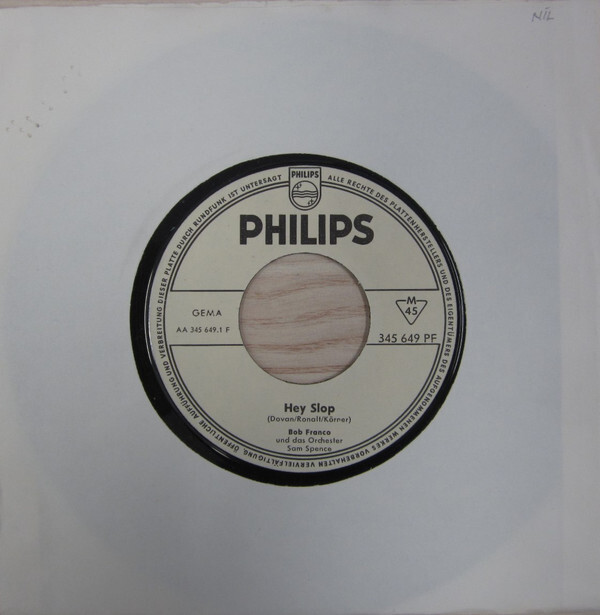 NIL
PHILIPS
ALLE RECHTE DES PLATTENHERSTELLERS UND DES EIGENTÜMERS DES AUFGENOMMENEN WERKES VORBEHALTEN VERVIELFÄLTIGUNG ÖFFENTLICHE AUFFÜHRUNG UND VERBREITUNG DIESER PLATTE DURCH RUNDFUNK IST UNTERSAGT
PHILIPS
GEMA
M
45
AA 345 649.1 F
345 649 PF
Hey Slop
(Dovan/Ronalf/Körner)
Bob Franco
und das Orchester
Sam Spence